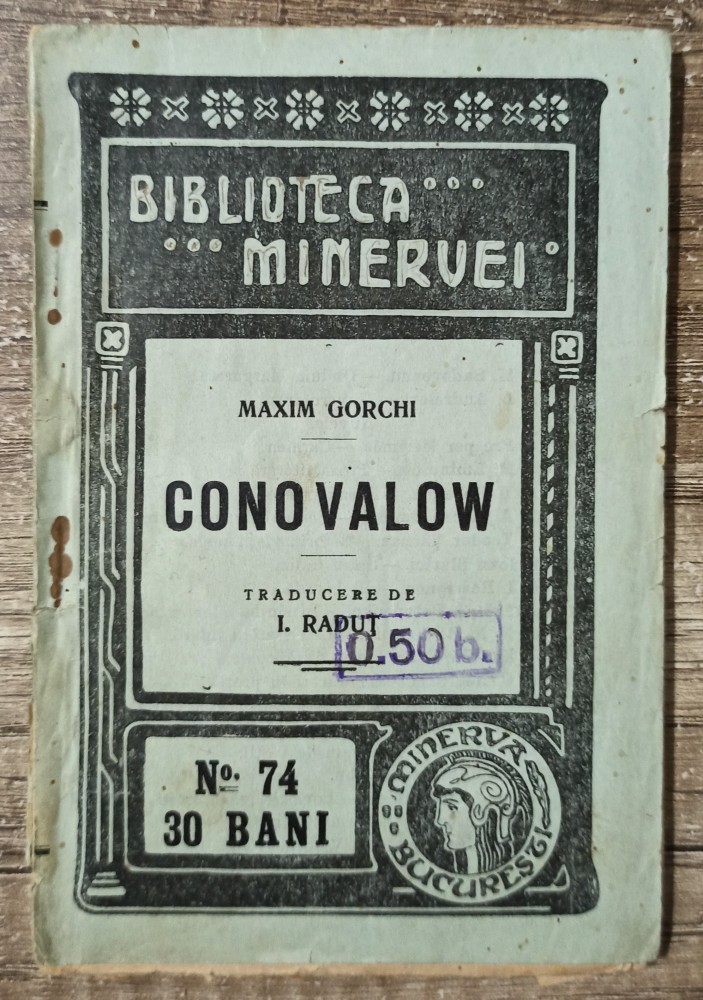 BIBLIOTECA
MINERVEI
MAXIM GORCHI
CONOVALOW
TRADUCERE DE
I. RADUȚ
0.50 b.
No. 74
30 BANI
MINERVA
BUCUREȘTI